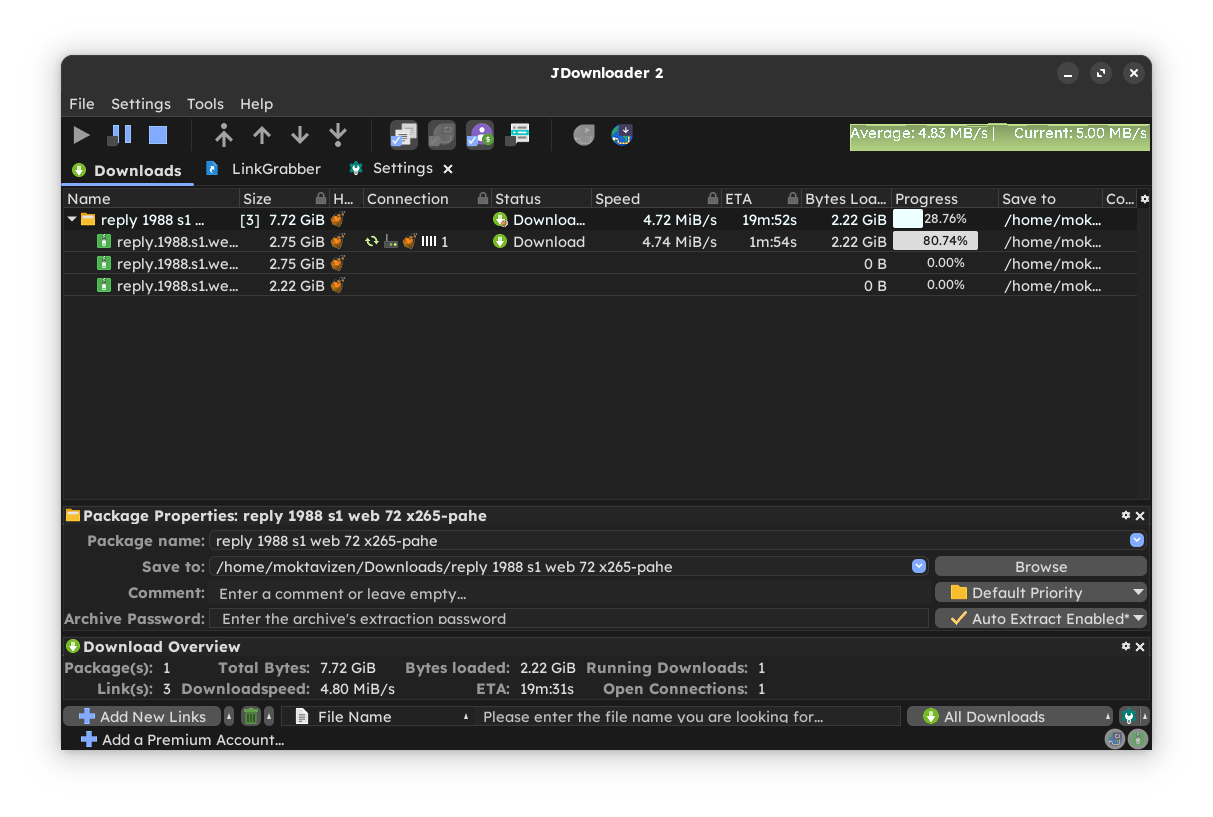 JDownloader 2
File Settings Tools Help
Average: 4.83 MB/s | Current: 5.00 MB/s
Downloads LinkGrabber Settings
Name Size H... Connection Status Speed ETA Bytes Loa... Progress Save to Co...
reply 1988 s1 ... [3] 7.72 GiB Downloa... 4.72 MiB/s 19m:52s 2.22 GiB 28.76% /home/mok...
reply.1988.s1.we... 2.75 GiB 1 Download 4.74 MiB/s 1m:54s 2.22 GiB 80.74% /home/mok...
reply.1988.s1.we... 2.75 GiB 0 B 0.00% /home/mok...
reply.1988.s1.we... 2.22 GiB 0 B 0.00% /home/mok...
Package Properties: reply 1988 s1 web 72 x265-pahe
Package name: reply 1988 s1 web 72 x265-pahe
Save to: /home/moktavizen/Downloads/reply 1988 s1 web 72 x265-pahe Browse
Comment: Enter a comment or leave empty... Default Priority
Archive Password: Enter the archive's extraction password Auto Extract Enabled*
Download Overview
Package(s): 1 Total Bytes: 7.72 GiB Bytes loaded: 2.22 GiB Running Downloads: 1
Link(s): 3 Downloadspeed: 4.80 MiB/s ETA: 19m:31s Open Connections: 1
Add New Links File Name Please enter the file name you are looking for... All Downloads
Add a Premium Account...